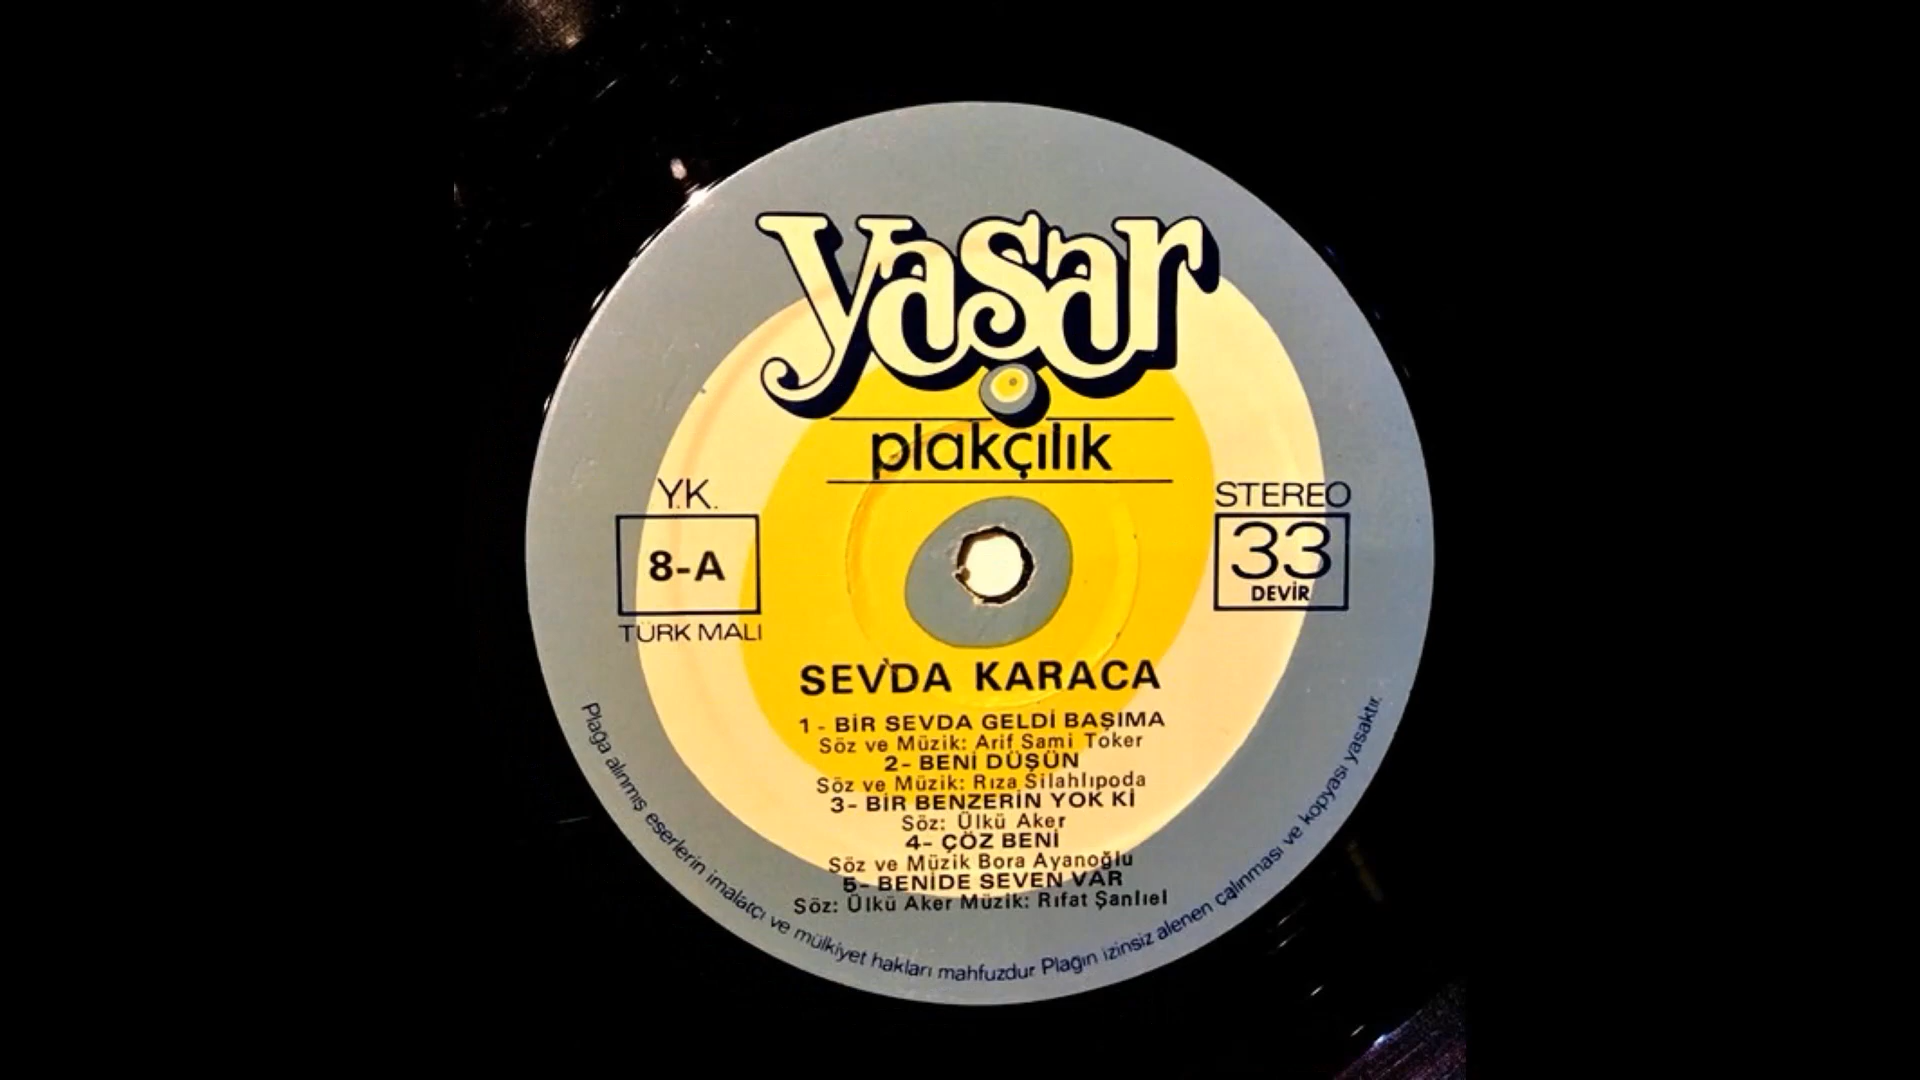 Yaşar
plakçılık
Y.K.
8-A
TÜRK MALI
STEREO
33
DEVİR
SEVDA KARACA
1 - BİR SEVDA GELDİ BAŞIMA
Söz ve Müzik: Arif Sami Toker
2- BENİ DÜŞÜN
Söz ve Müzik: Rıza Silahlıpoda
3- BİR BENZERİN YOK Kİ
Söz: Ülkü Aker
4- ÇÖZ BENİ
Söz ve Müzik Bora Ayanoğlu
5- BENİDE SEVEN VAR
Söz: Ülkü Aker Müzik: Rıfat Şanlıel
Plağa alınmış eserlerin imalatçı ve mülkiyet hakları mahfuzdur. Plağın izinsiz alenen çalınması ve kopyası yasaktır.